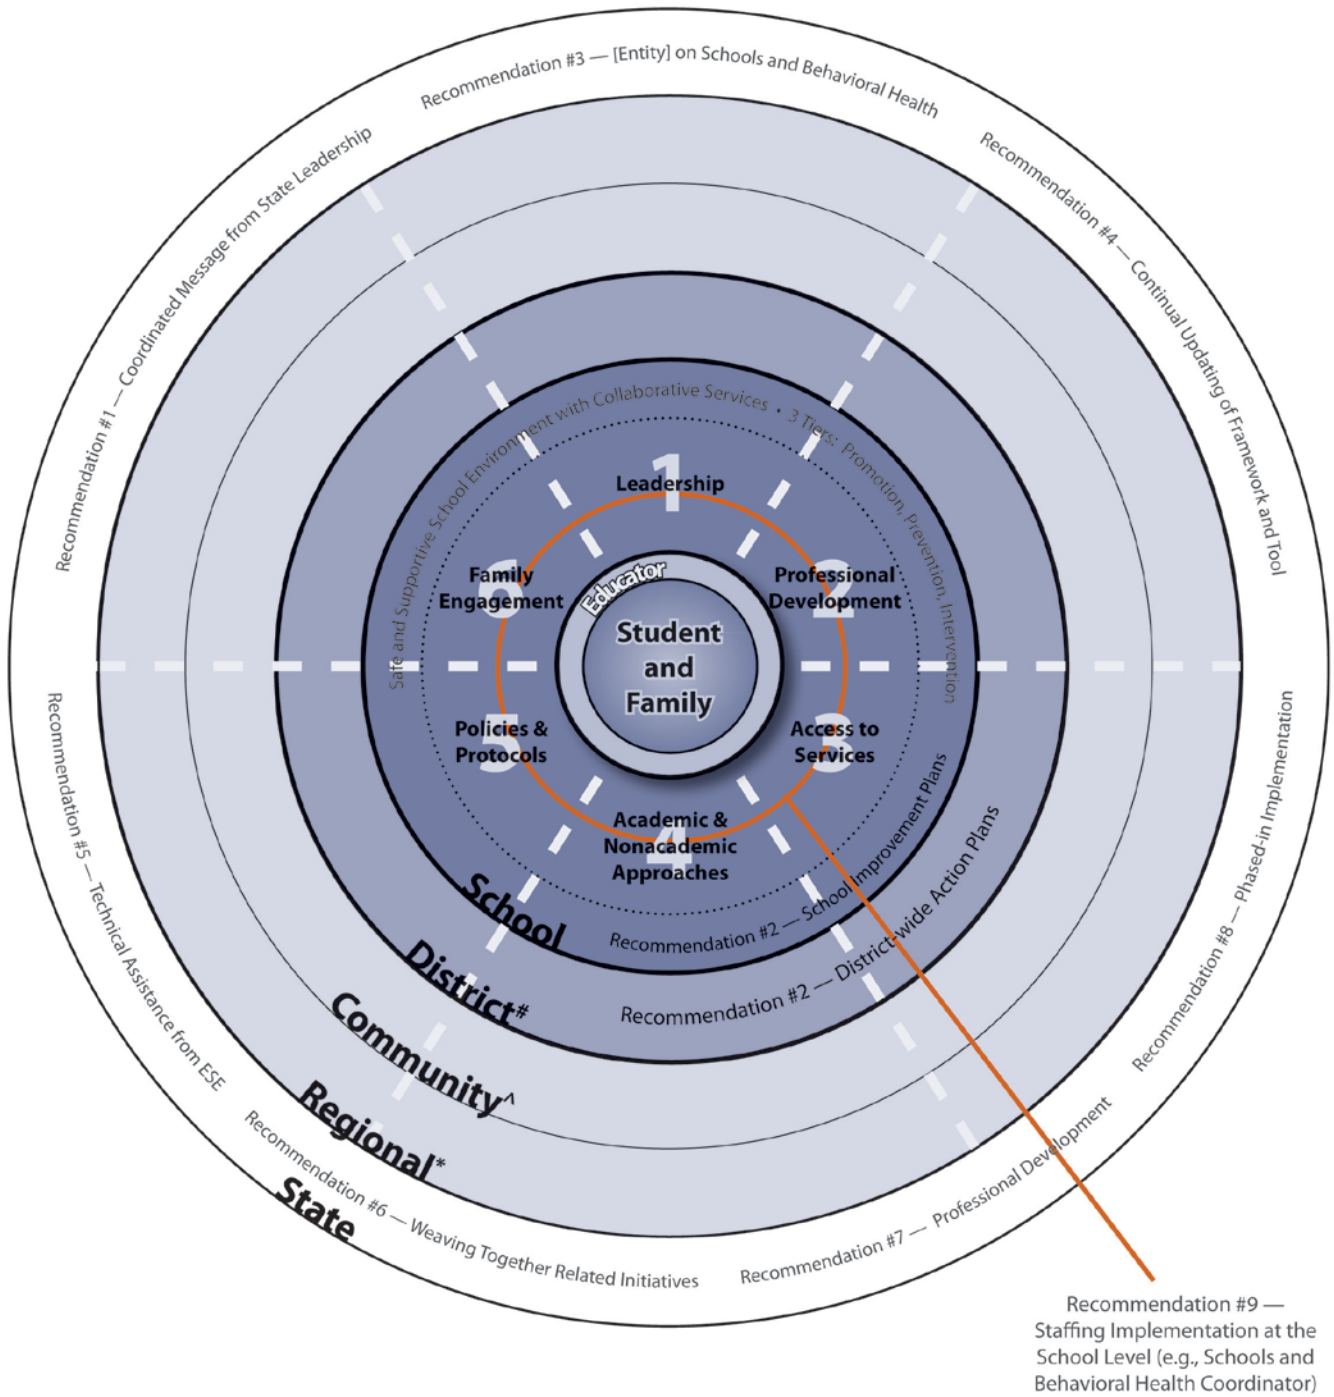 Recommendation #3 — [Entity] on Schools and Behavioral Health
Recommendation #1 — Coordinated Message from State Leadership
Recommendation #4 — Continual Updating of Framework and Tool
Safe and Supportive School Environment with Collaborative Services • 3 Tiers: Promotion, Prevention, Intervention
1
Leadership
6
Family
Engagement
2
Professional
Development
Educator
Student
and
Family
5
Policies &
Protocols
3
Access to
Services
4
Academic &
Nonacademic
Approaches
School
Recommendation #2 — School Improvement Plans
District#
Recommendation #2 — District-wide Action Plans
Community^
Regional*
State
Recommendation #5 — Technical Assistance from ESE
Recommendation #6 — Weaving Together Related Initiatives
Recommendation #7 — Professional Development
Recommendation #8 — Phased-in Implementation
Recommendation #9 —
Staffing Implementation at the
School Level (e.g., Schools and
Behavioral Health Coordinator)